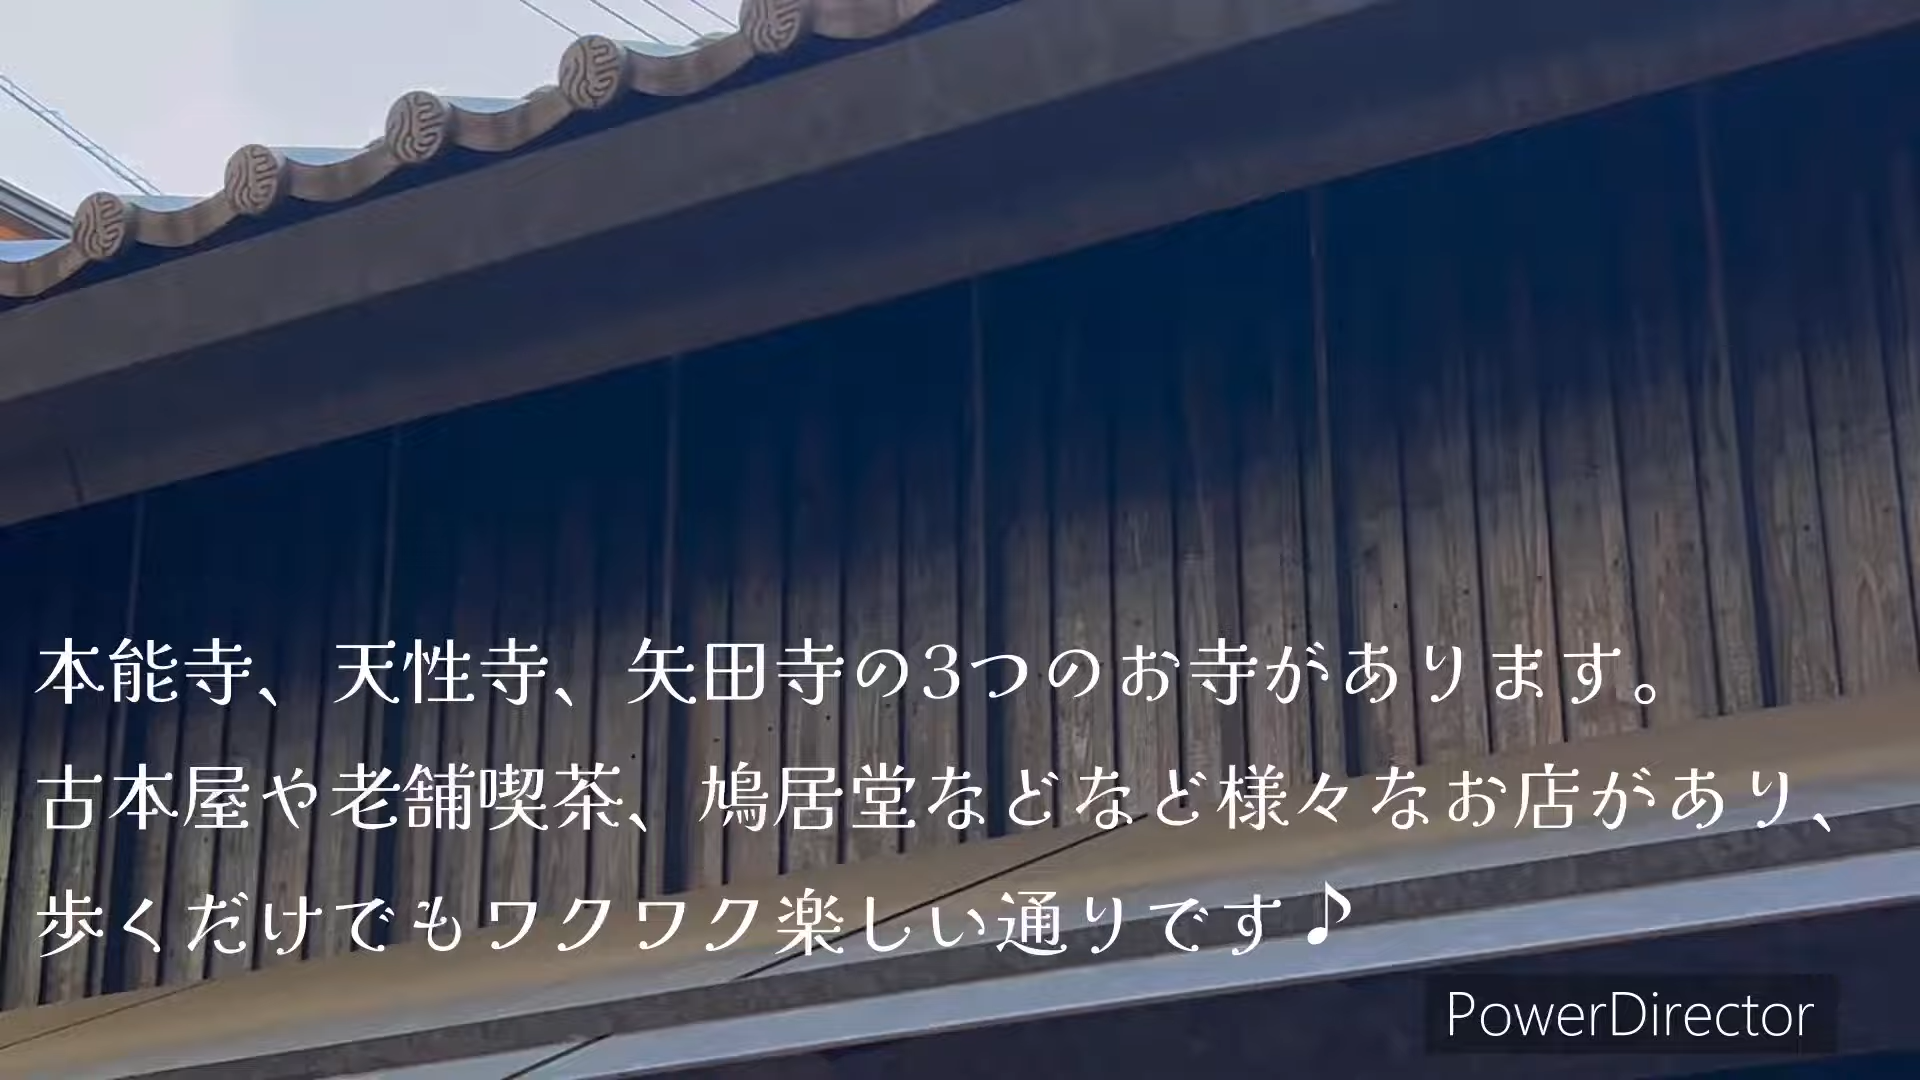 本能寺、天性寺、矢田寺の3つのお寺があります。
古本屋や老舗喫茶、鳩居堂などなど様々なお店があり、
歩くだけでもワクワク楽しい通りです♪
PowerDirector